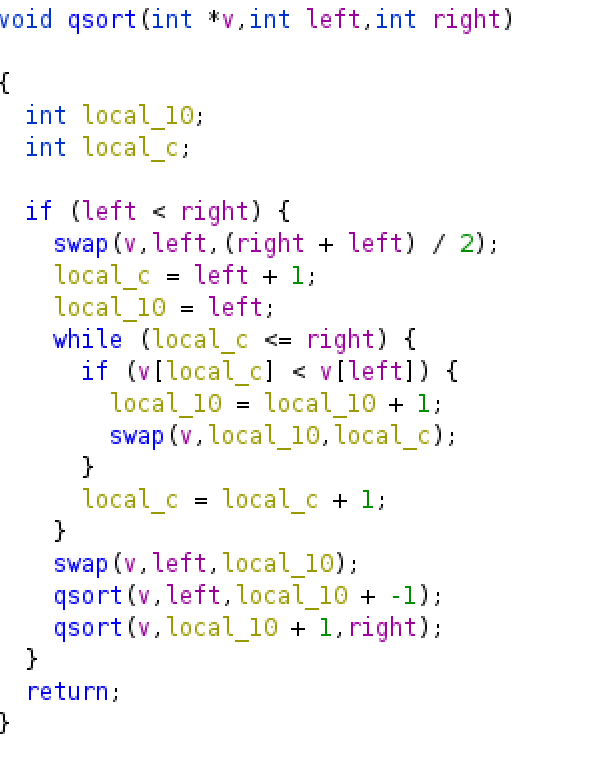 void qsort(int *v,int left,int right)
{
  int local_10;
  int local_c;
  if (left < right) {
    swap(v,left,(right + left) / 2);
    local_c = left + 1;
    local_10 = left;
    while (local_c <= right) {
      if (v[local_c] < v[left]) {
        local_10 = local_10 + 1;
        swap(v,local_10,local_c);
      }
      local_c = local_c + 1;
    }
    swap(v,left,local_10);
    qsort(v,left,local_10 + -1);
    qsort(v,local_10 + 1,right);
  }
  return;
}